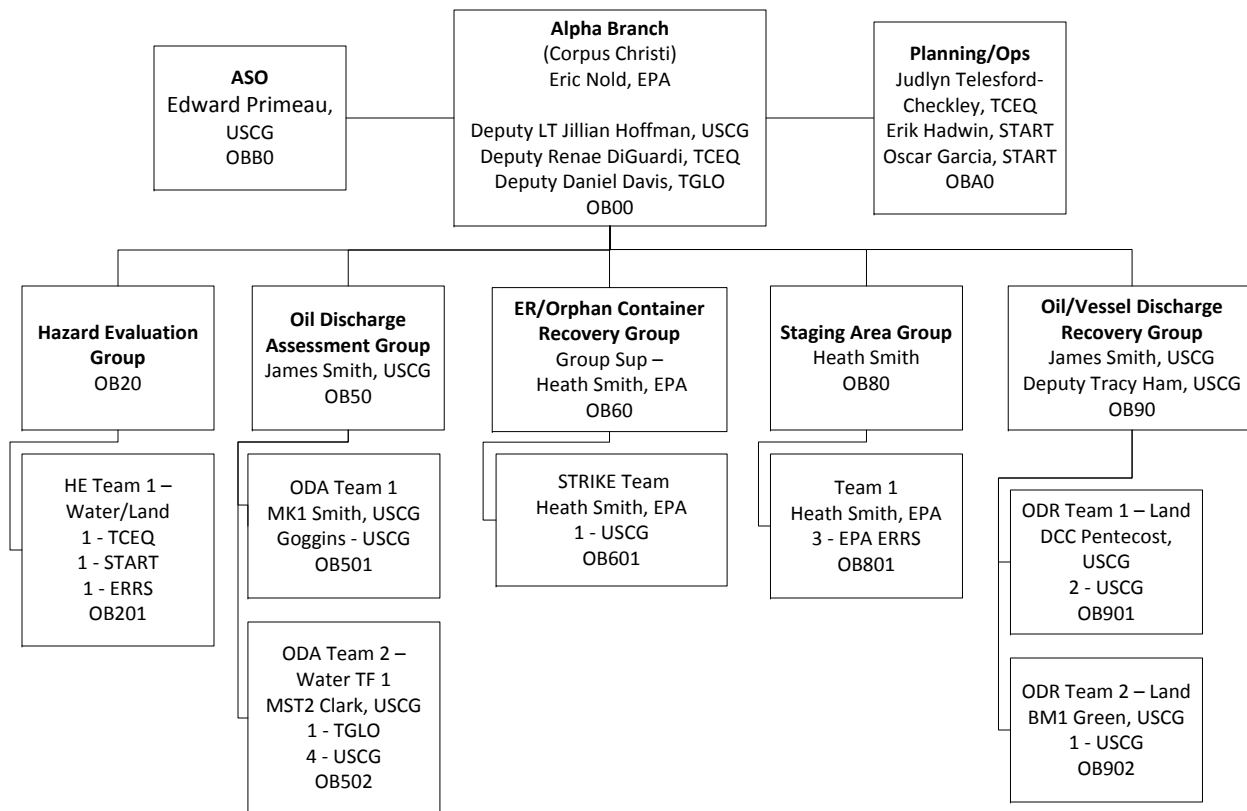 ASO
Edward Primeau,
USCG
OBB0
Alpha Branch
(Corpus Christi)
Eric Nold, EPA
Deputy LT Jillian Hoffman, USCG
Deputy Renae DiGuardi, TCEQ
Deputy Daniel Davis, TGLO
OB00
Planning/Ops
Judlyn Telesford-
Checkley, TCEQ
Erik Hadwin, START
Oscar Garcia, START
OBA0
Hazard Evaluation
Group
OB20
Oil Discharge
Assessment Group
James Smith, USCG
OB50
ER/Orphan Container
Recovery Group
Group Sup –
Heath Smith, EPA
OB60
Staging Area Group
Heath Smith
OB80
Oil/Vessel Discharge
Recovery Group
James Smith, USCG
Deputy Tracy Ham, USCG
OB90
HE Team 1 –
Water/Land
1 - TCEQ
1 - START
1 - ERRS
OB201
ODA Team 1
MK1 Smith, USCG
Goggins - USCG
OB501
STRIKE Team
Heath Smith, EPA
1 - USCG
OB601
Team 1
Heath Smith, EPA
3 - EPA ERRS
OB801
ODR Team 1 – Land
DCC Pentecost,
USCG
2 - USCG
OB901
ODA Team 2 –
Water TF 1
MST2 Clark, USCG
1 - TGLO
4 - USCG
OB502
ODR Team 2 – Land
BM1 Green, USCG
1 - USCG
OB902